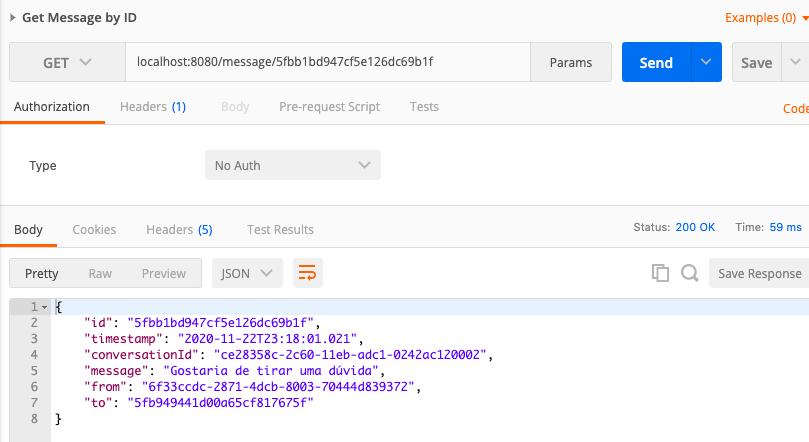 Get Message by ID Examples (0)
GET localhost:8080/message/5fbb1bd947cf5e126dc69b1f Params Send Save
Authorization Headers (1) Body Pre-request Script Tests Code
Type No Auth
Body Cookies Headers (5) Test Results Status: 200 OK Time: 59 ms
Pretty Raw Preview JSON Save Response
1 {
2 "id": "5fbb1bd947cf5e126dc69b1f",
3 "timestamp": "2020-11-22T23:18:01.021",
4 "conversationId": "ce28358c-2c60-11eb-adc1-0242ac120002",
5 "message": "Gostaria de tirar uma dúvida",
6 "from": "6f33ccdc-2871-4dcb-8003-70444d839372",
7 "to": "5fb949441d00a65cf817675f"
8 }